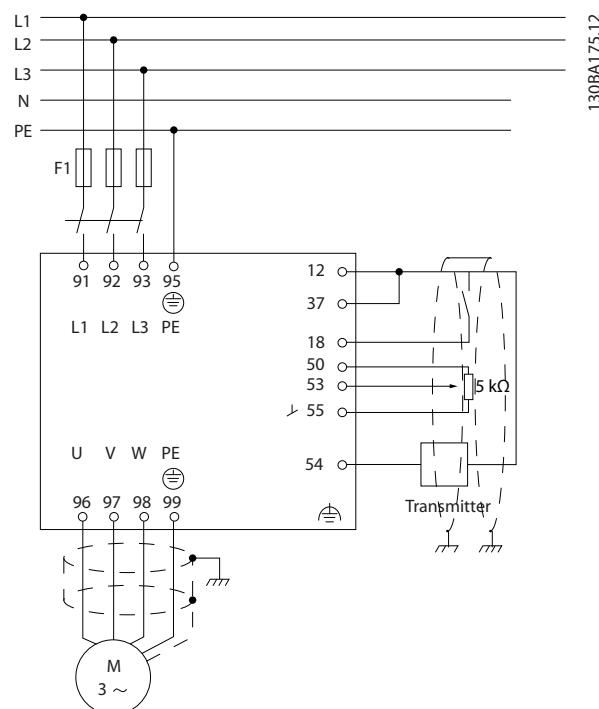 L1
L2
L3
N
PE
130BA175.12
F1
91 92 93 95
L1 L2 L3 PE
12
37
18
50
53
55
54
5 kΩ
Transmitter
U V W PE
96 97 98 99
M
3 ~